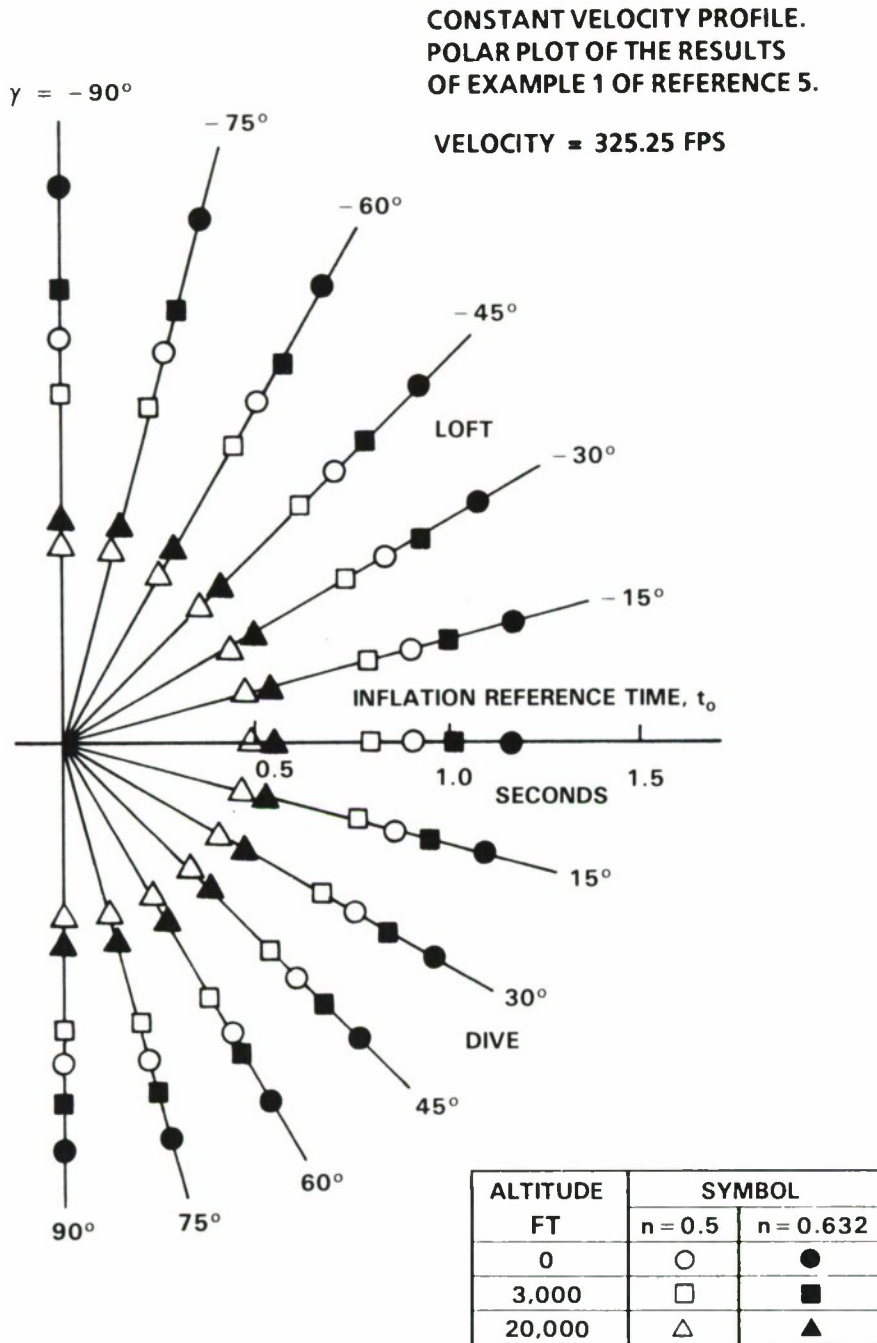 CONSTANT VELOCITY PROFILE.
POLAR PLOT OF THE RESULTS
OF EXAMPLE 1 OF REFERENCE 5.
VELOCITY = 325.25 FPS
γ = −90°
−75°
−60°
−45°
LOFT
−30°
−15°
INFLATION REFERENCE TIME, to
0.5
1.0
1.5
SECONDS
15°
30°
DIVE
45°
60°
75°
90°
ALTITUDE SYMBOL
FT n = 0.5 n = 0.632
0 ○ ●
3,000 □ ■
20,000 △ ▲